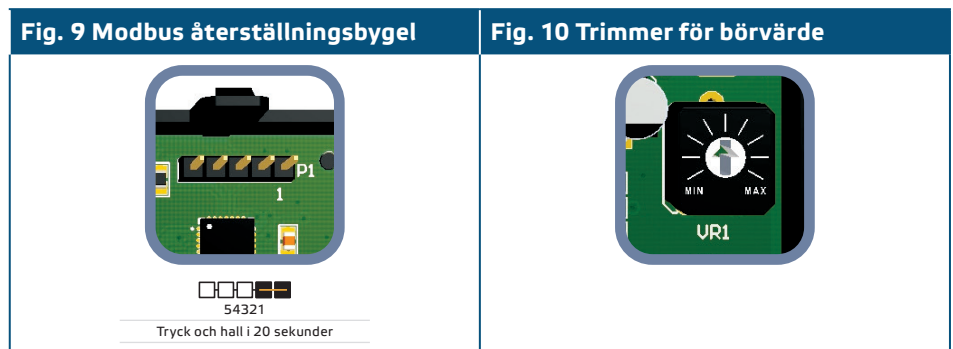 Fig. 9 Modbus återställningsbygel
Fig. 10 Trimmer för börvärde
P1
1
54321
Tryck och hall i 20 sekunder
MIN MAX
VR1